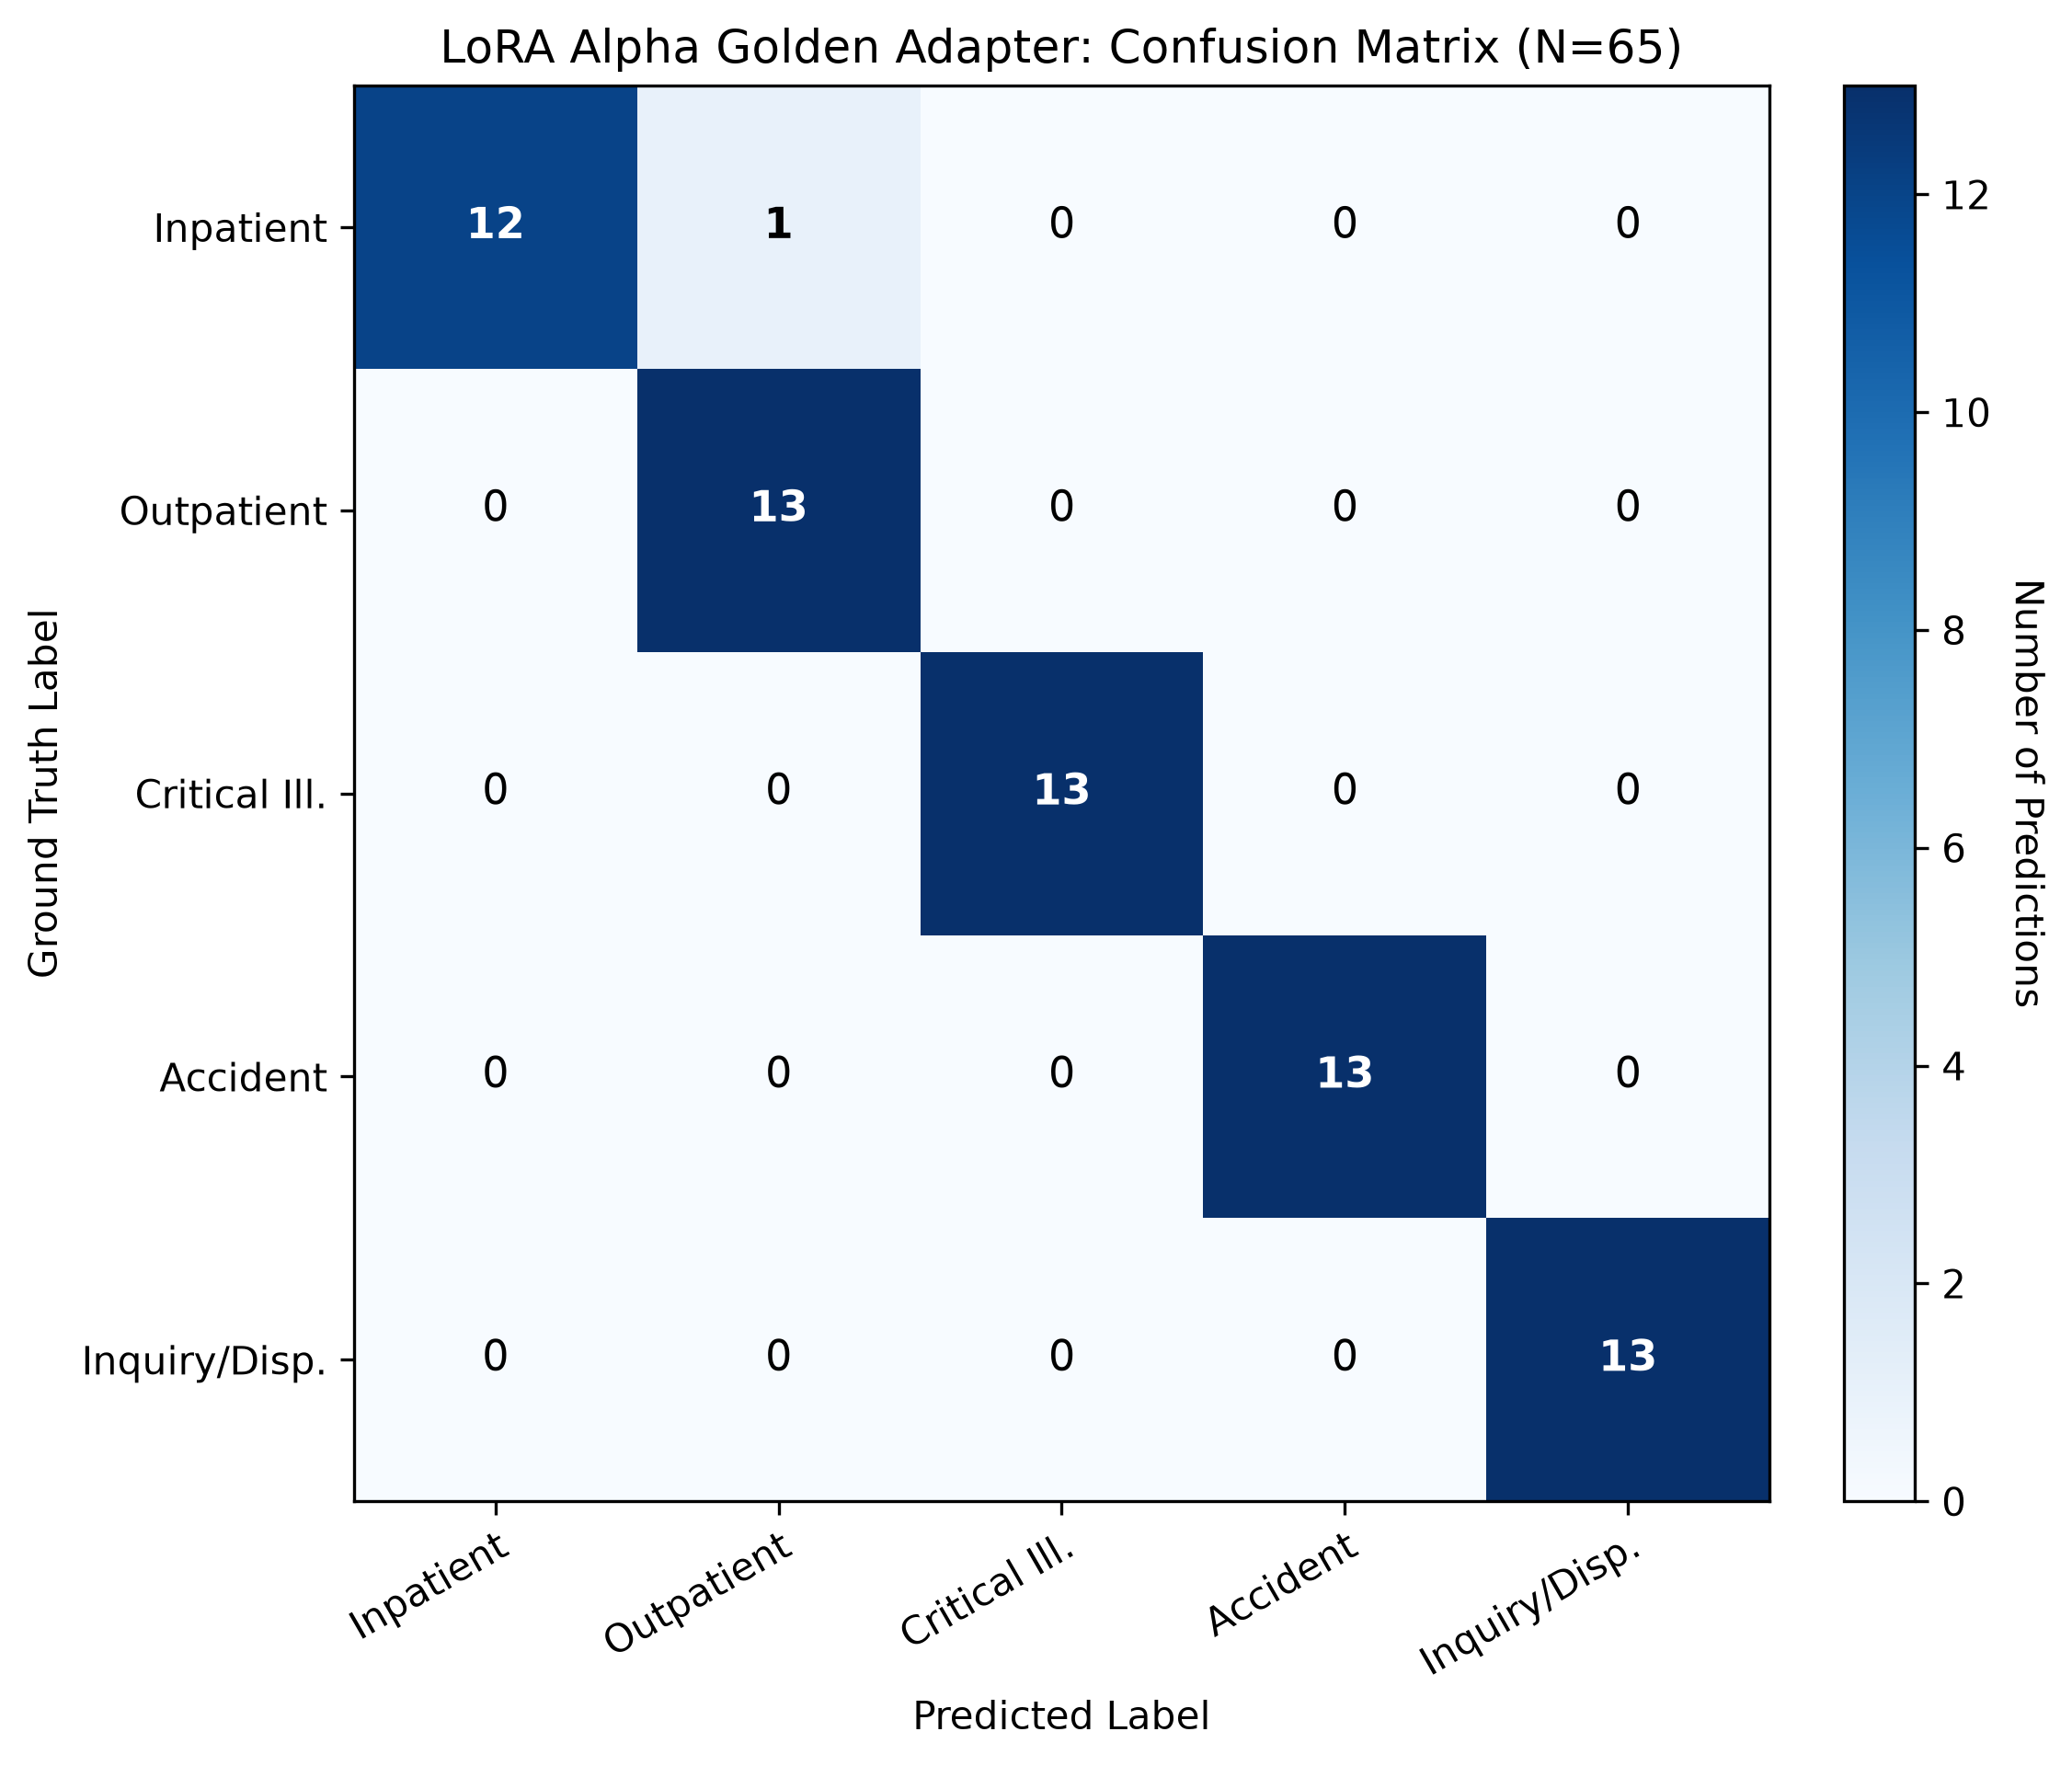 LoRA Alpha Golden Adapter: Confusion Matrix (N=65)
Ground Truth Label
Inpatient 12 1 0 0 0
Outpatient 0 13 0 0 0
Critical Ill. 0 0 13 0 0
Accident 0 0 0 13 0
Inquiry/Disp. 0 0 0 0 13
Inpatient Outpatient Critical Ill. Accident Inquiry/Disp.
Predicted Label
12
10
8
6
4
2
0
Number of Predictions